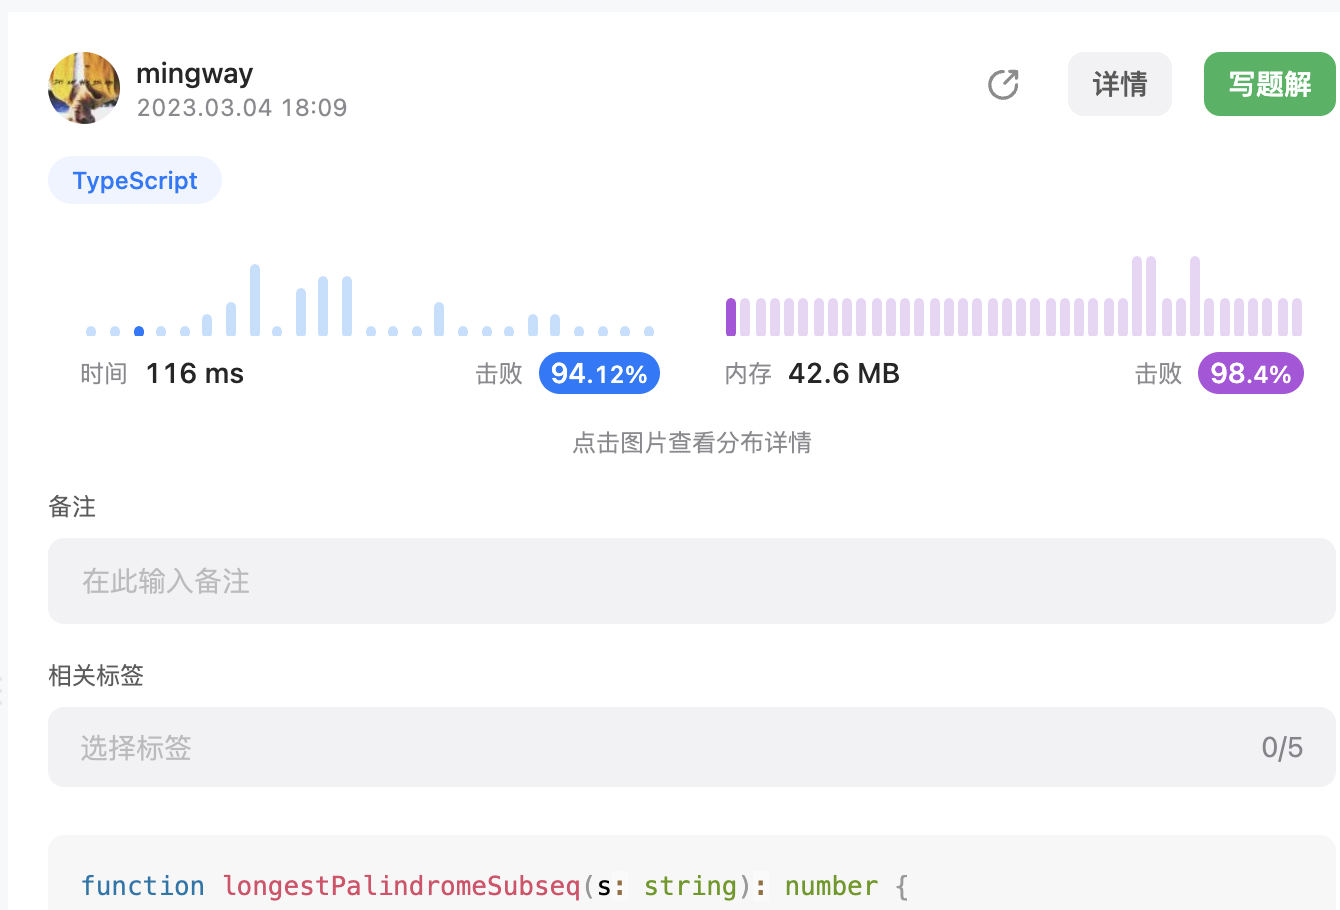 mingway
2023.03.04 18:09
详情
写题解
TypeScript
时间 116 ms 击败 94.12%
内存 42.6 MB 击败 98.4%
点击图片查看分布详情
备注
在此输入备注
相关标签
选择标签 0/5
function longestPalindromeSubseq(s: string): number {